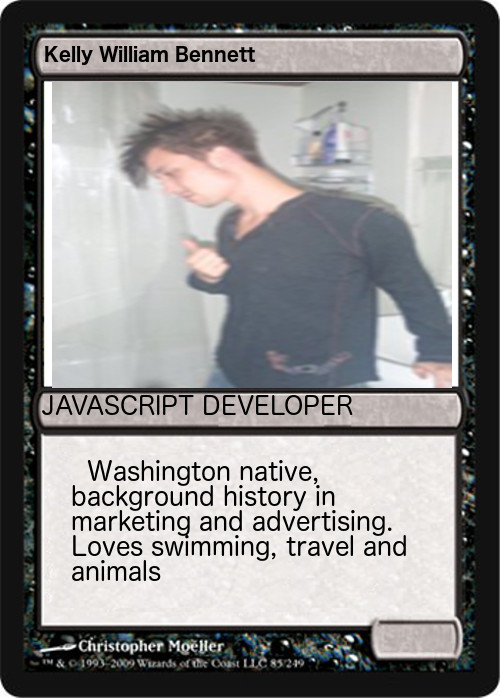 Kelly William Bennett
JAVASCRIPT DEVELOPER
Washington native,
background history in
marketing and advertising.
Loves swimming, travel and
animals
Christopher Moeller
™ & © 1993–2009 Wizards of the Coast LLC 85/249